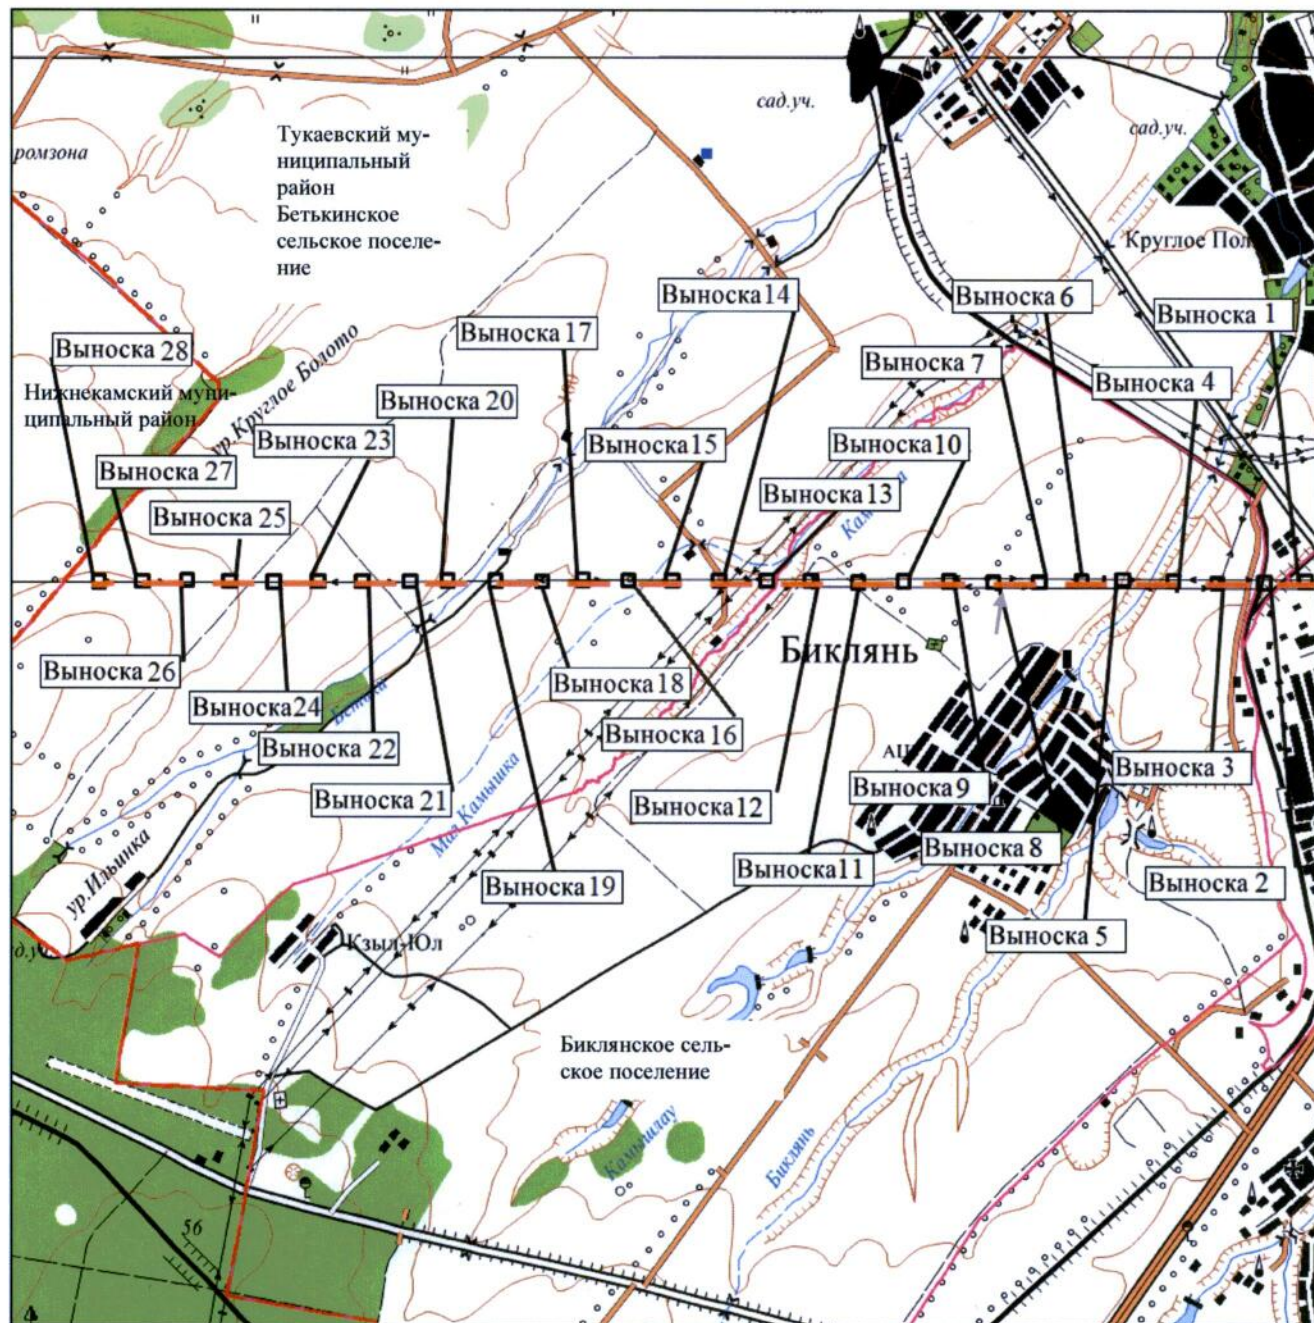 сад.уч.
сад.уч.
Тукаевский му-
ниципальный
район
Бетькинское
сельское поселе-
ние
ромзона
Круглое Пол
Выноска 14
Выноска 6
Выноска 1
Выноска 17
Выноска 28
Выноска 7
Выноска 4
Нижнекамский муни-
ципальный район
ур.Круглое Болото
Выноска 20
Выноска 23
Выноска 15
Выноска 10
Выноска 27
Выноска 13
Выноска 25
Биклянь
Выноска 26
Выноска 18
Выноска 24
Выноска 22
Выноска 16
Выноска 3
Выноска 21
Выноска 12
Выноска 9
Мал.Камышка
Выноска 8
Выноска 11
Выноска 19
Выноска 2
ур.Ильинка
Выноска 5
Кзыл-Юл
Биклянское сель-
ское поселение
Камышлау
Биклянь
56